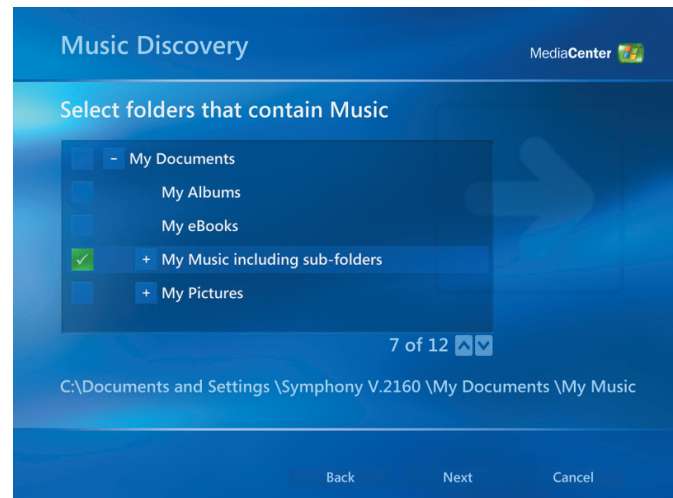 Music Discovery
MediaCenter
Select folders that contain Music
- My Documents
My Albums
My eBooks
+ My Music including sub-folders
+ My Pictures
7 of 12
C:\Documents and Settings \Symphony V.2160 \My Documents \My Music
Back Next Cancel